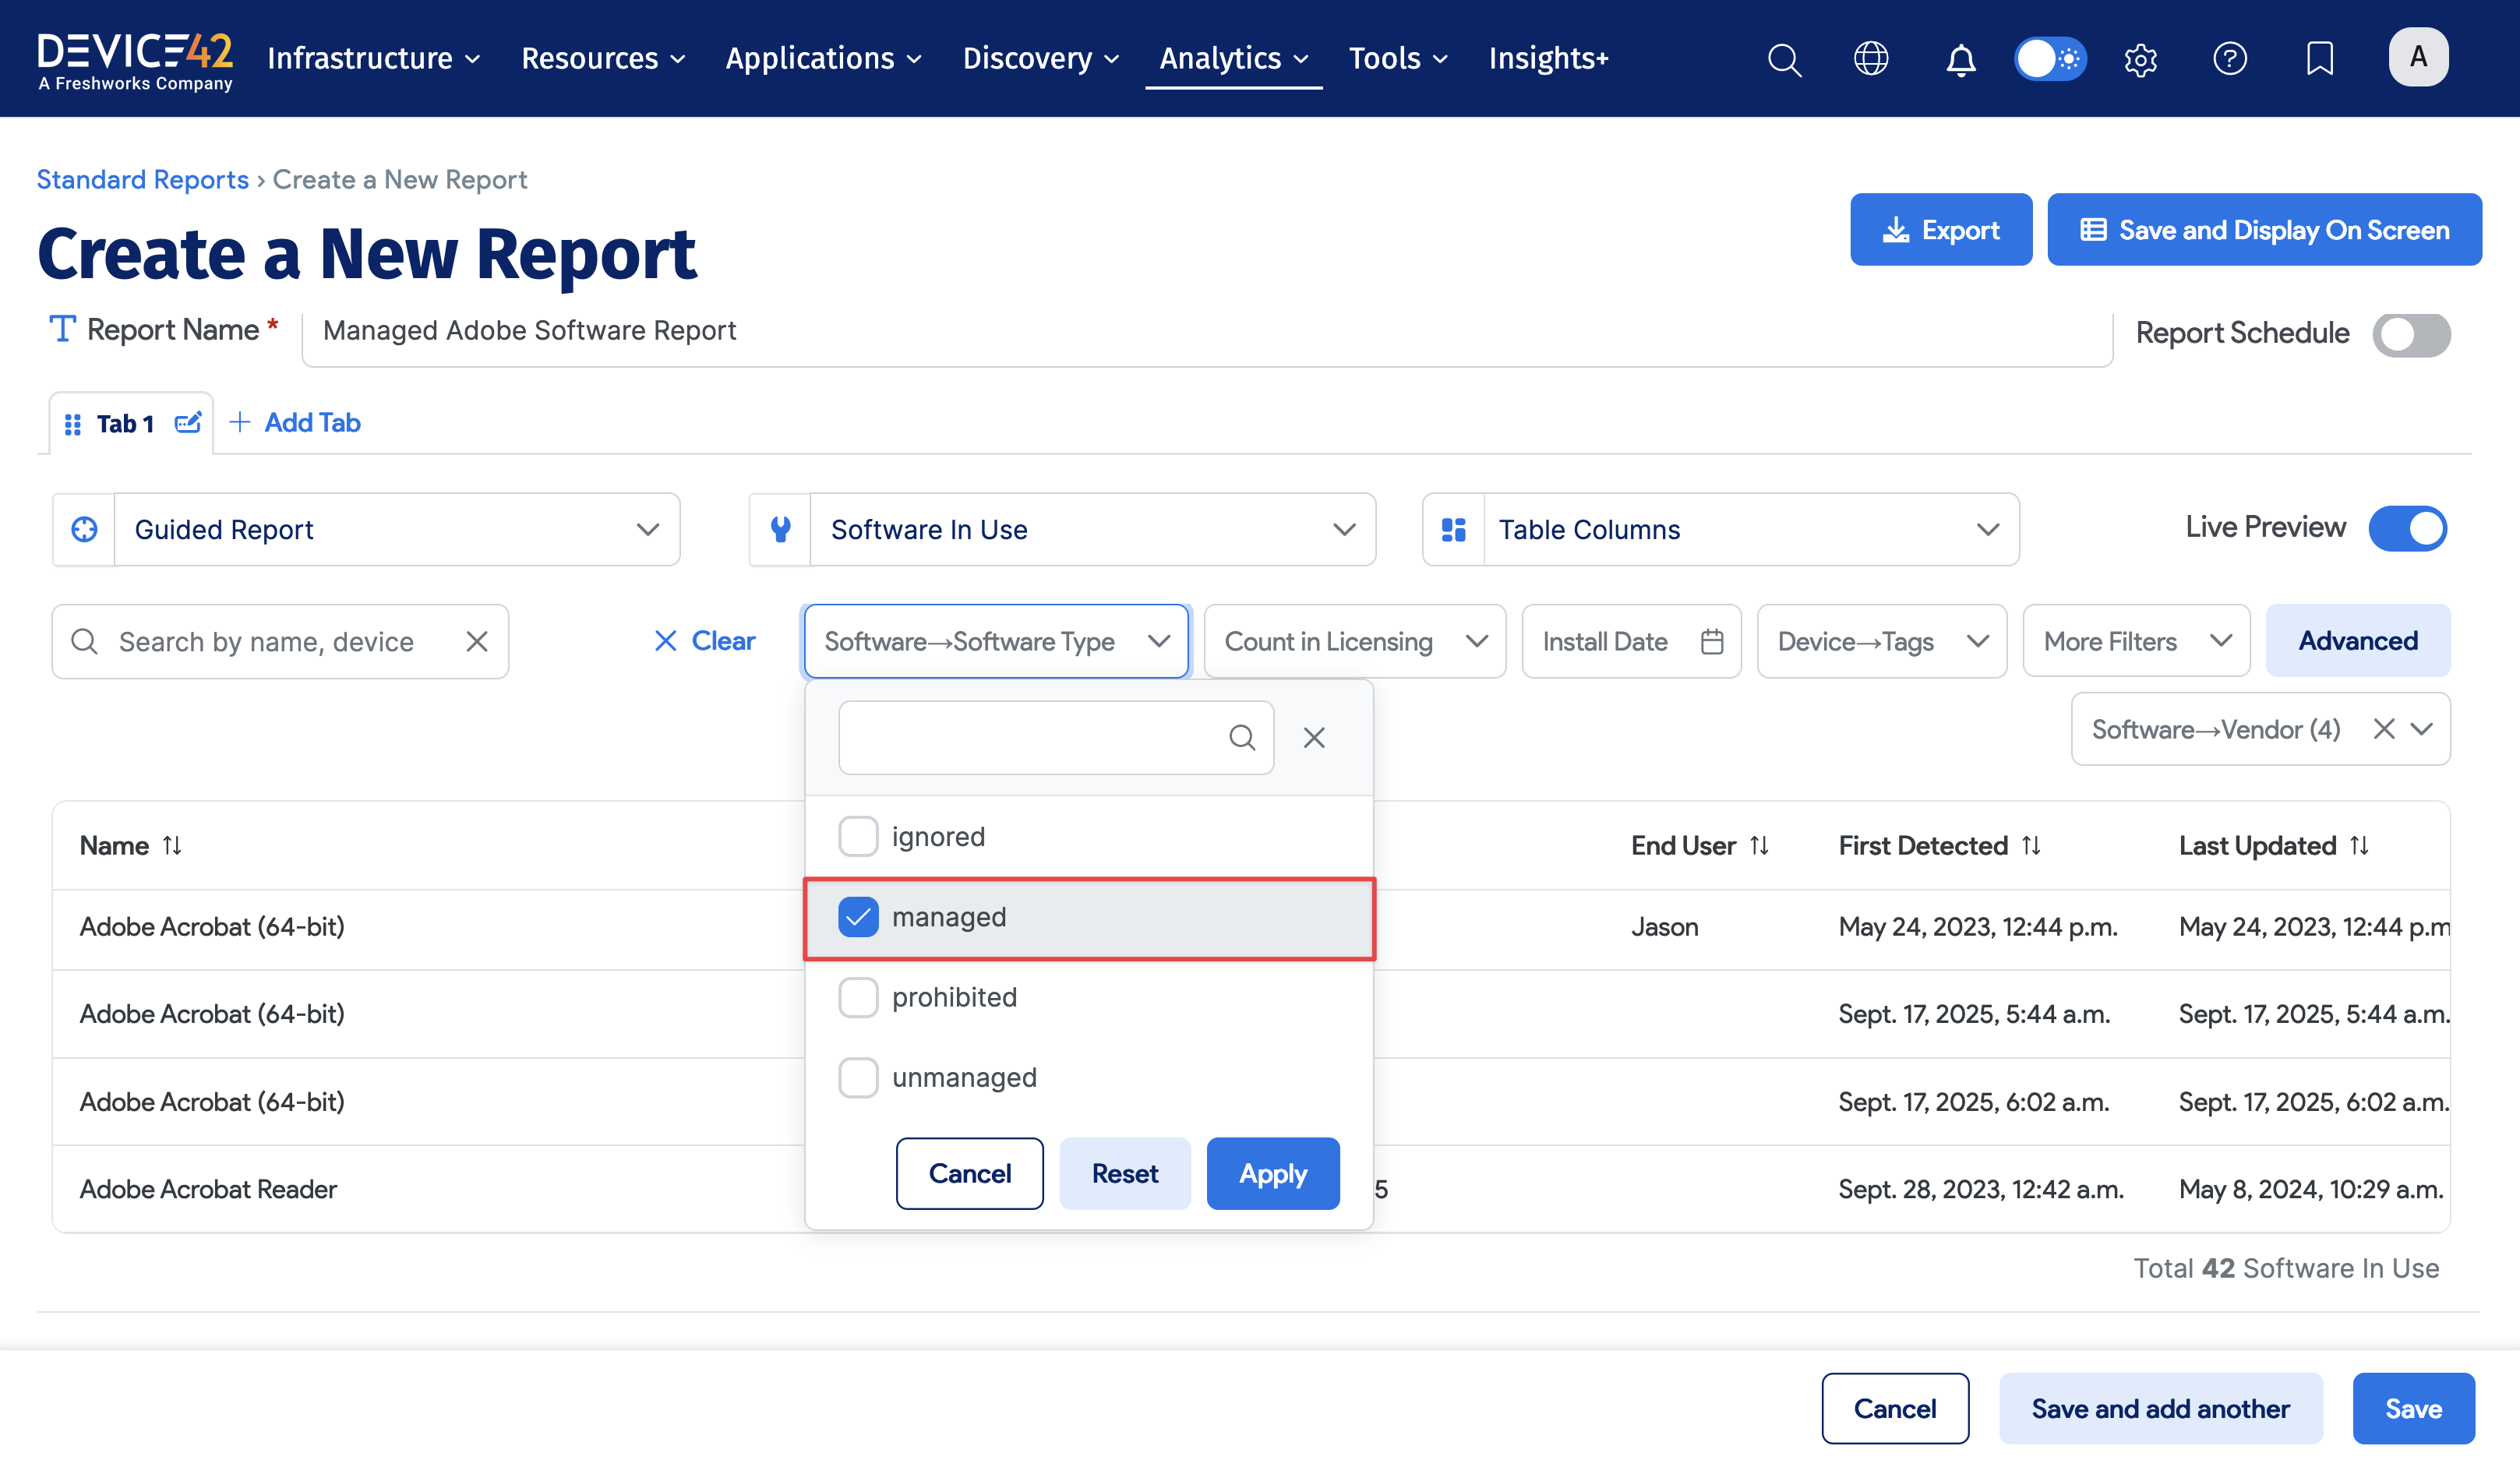 DEVICE42
A Freshworks Company
Infrastructure
Resources
Applications
Discovery
Analytics
Tools
Insights+
A
Standard Reports › Create a New Report
Create a New Report
Export
Save and Display On Screen
Report Name *
Managed Adobe Software Report
Report Schedule
Tab 1
Add Tab
Guided Report
Software In Use
Table Columns
Live Preview
Search by name, device
Clear
Software→Software Type
Count in Licensing
Install Date
Device→Tags
More Filters
Advanced
Software→Vendor (4)
ignored
managed
prohibited
unmanaged
Cancel
Reset
Apply
Name
End User
First Detected
Last Updated
Adobe Acrobat (64-bit)
Jason
May 24, 2023, 12:44 p.m.
May 24, 2023, 12:44 p.m
Adobe Acrobat (64-bit)
Sept. 17, 2025, 5:44 a.m.
Sept. 17, 2025, 5:44 a.m.
Adobe Acrobat (64-bit)
Sept. 17, 2025, 6:02 a.m.
Sept. 17, 2025, 6:02 a.m.
Adobe Acrobat Reader
5
Sept. 28, 2023, 12:42 a.m.
May 8, 2024, 10:29 a.m.
Total 42 Software In Use
Cancel
Save and add another
Save